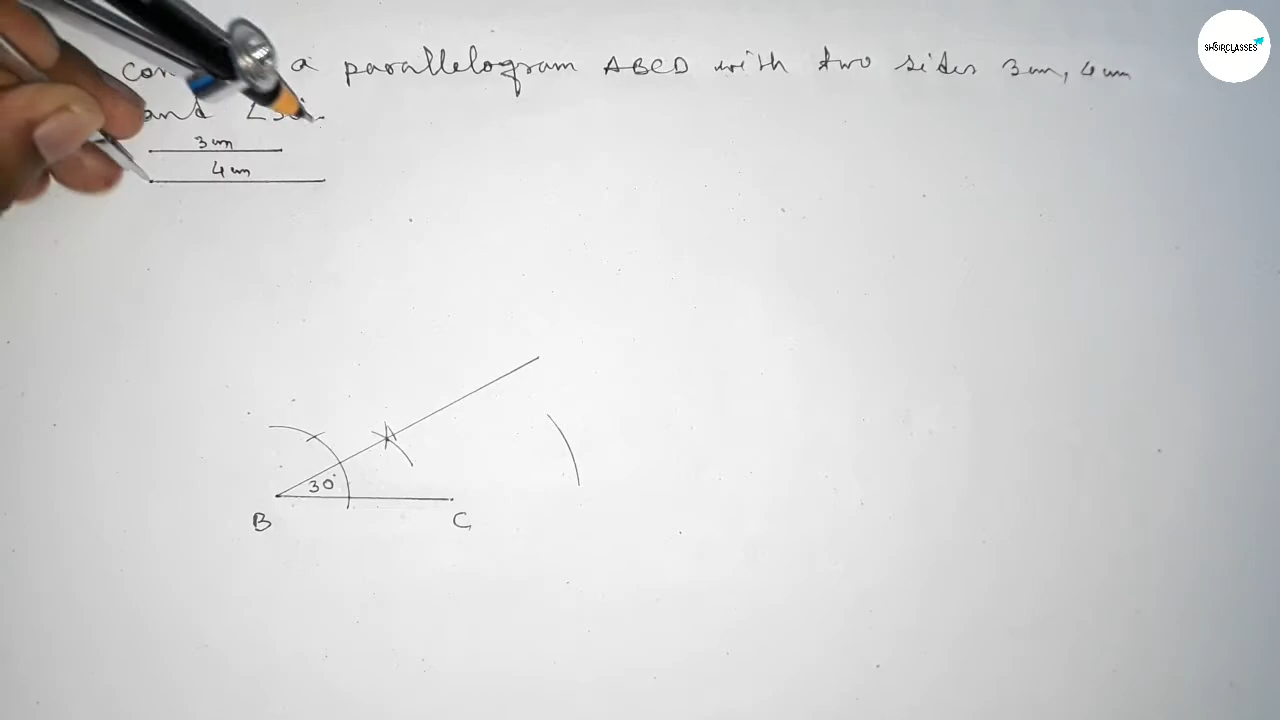 a parallelogram ABCD with two sides 3cm, 4cm
and
3cm
4cm
30°
B
C
SHSIRCLASSES